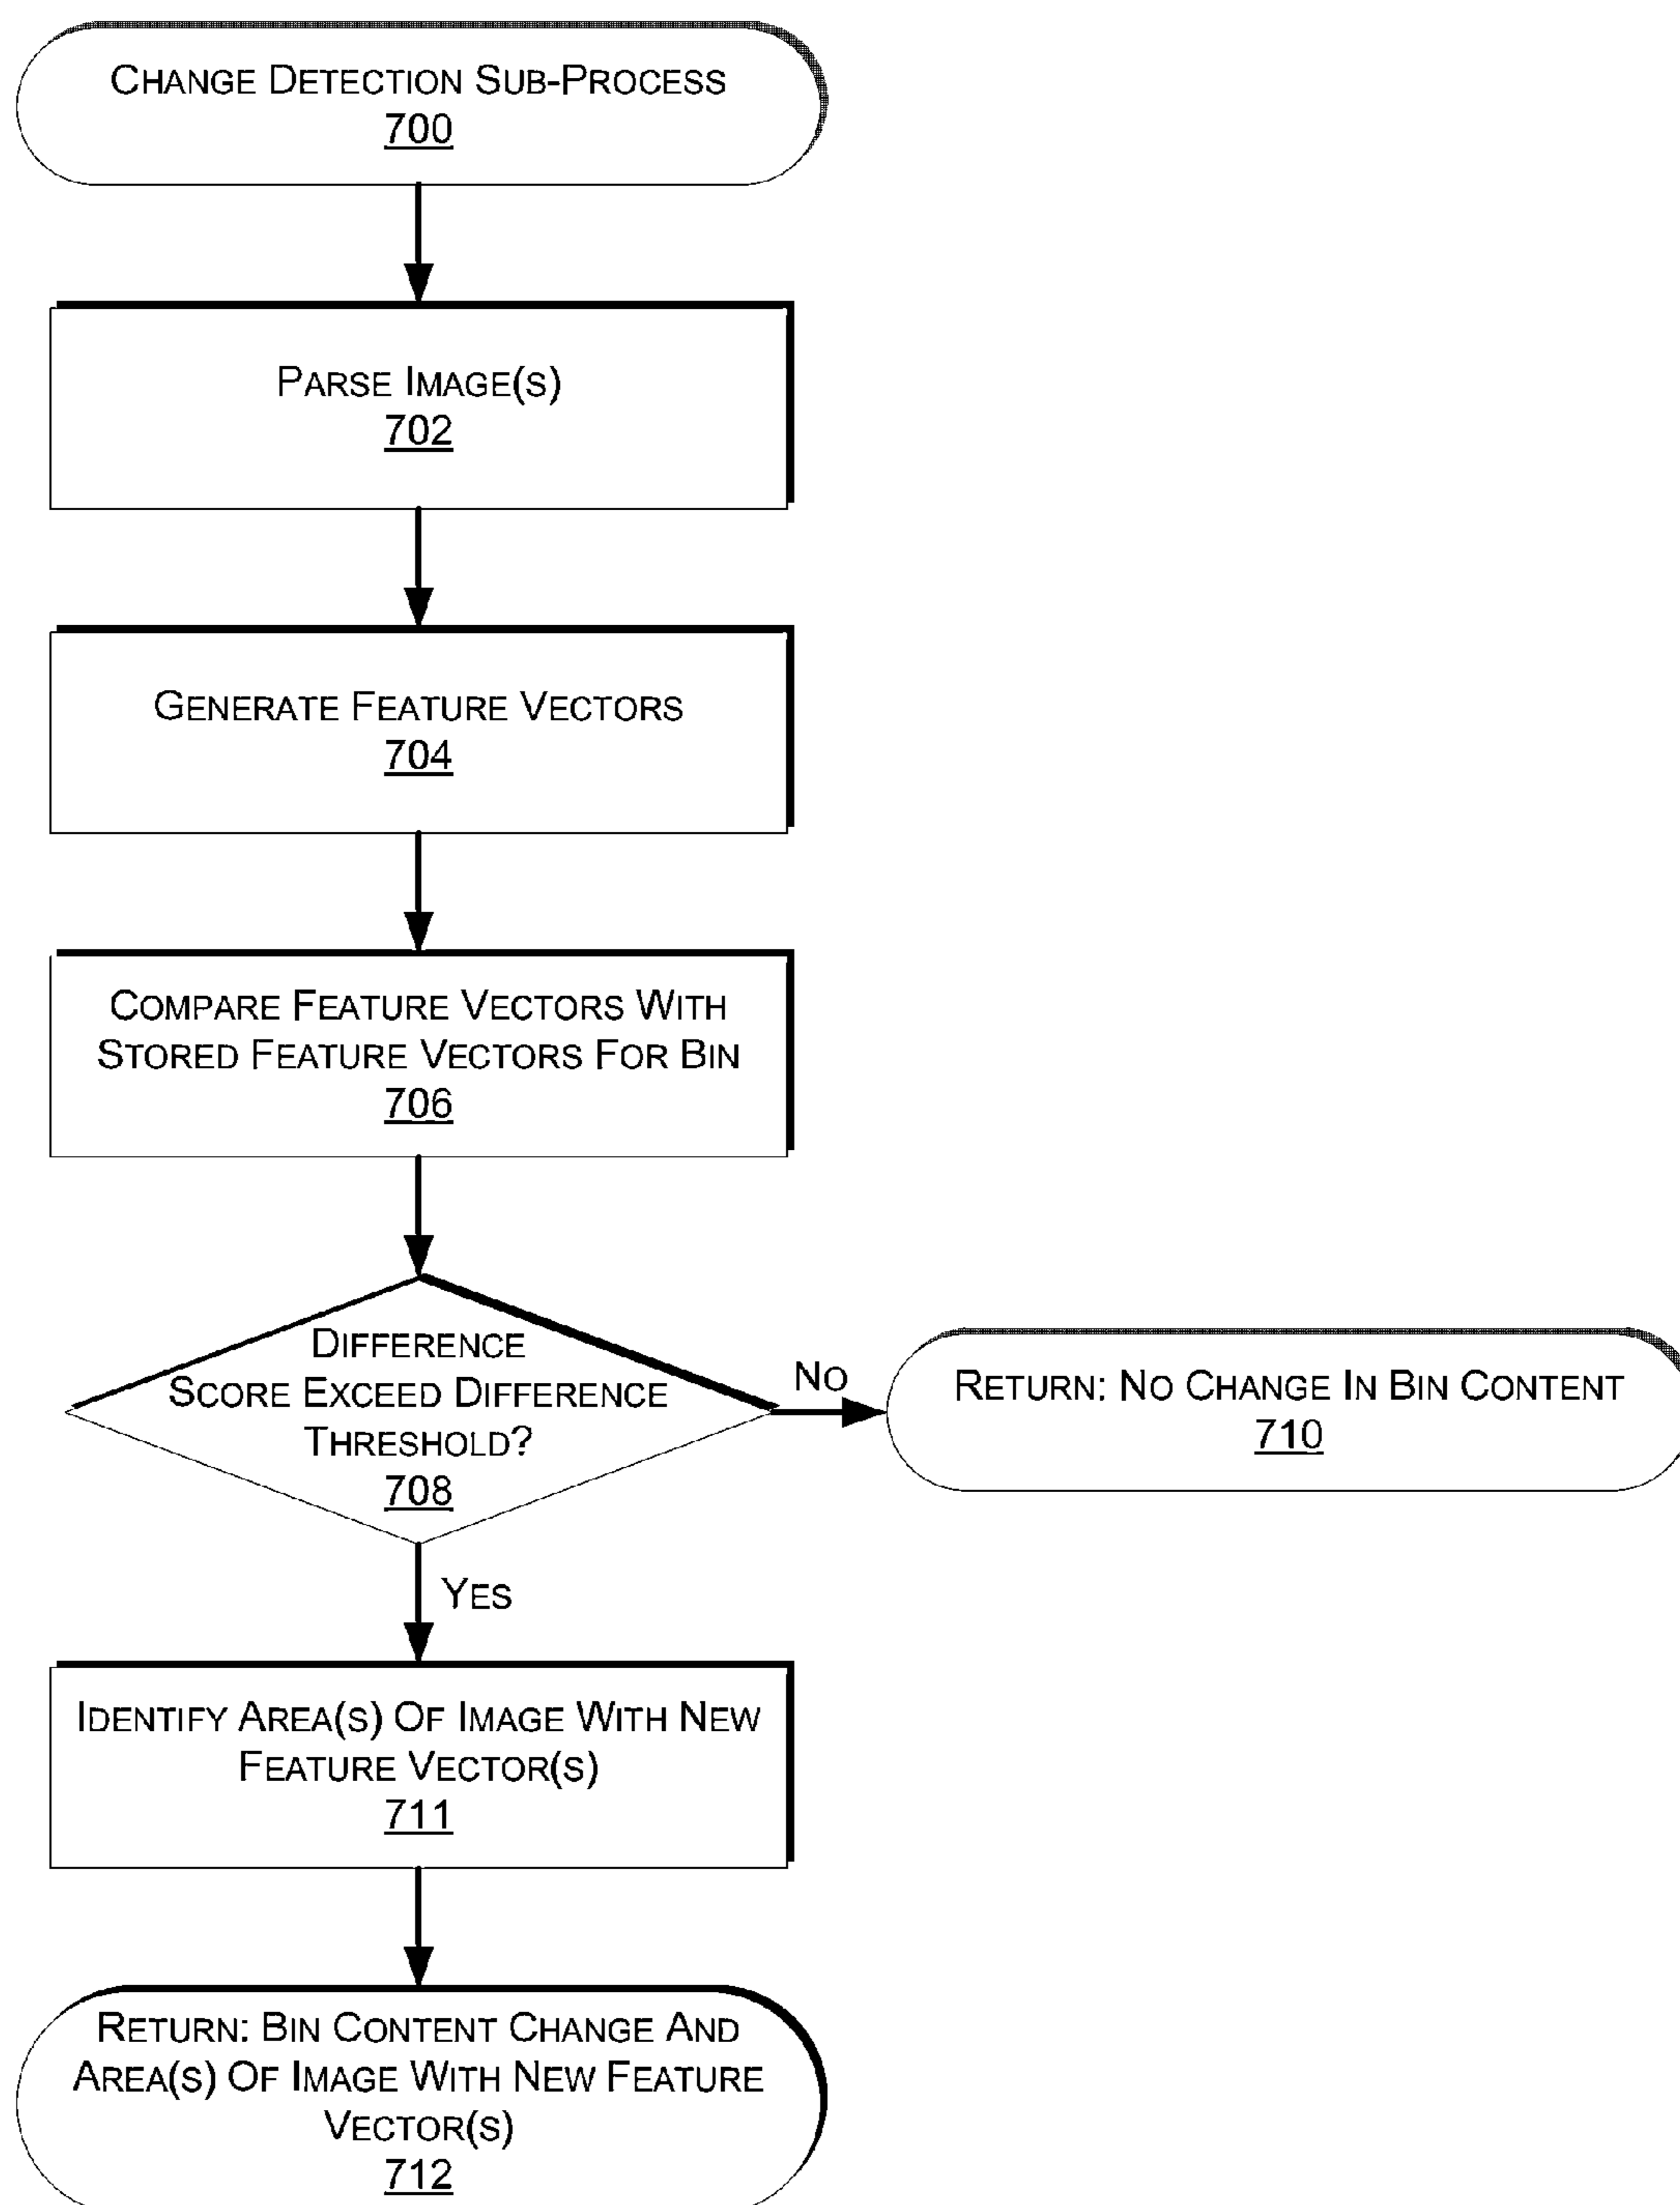 CHANGE DETECTION SUB-PROCESS
700
PARSE IMAGE(S)
702
GENERATE FEATURE VECTORS
704
COMPARE FEATURE VECTORS WITH
STORED FEATURE VECTORS FOR BIN
706
DIFFERENCE
SCORE EXCEED DIFFERENCE
THRESHOLD?
708
NO
RETURN: NO CHANGE IN BIN CONTENT
710
YES
IDENTIFY AREA(S) OF IMAGE WITH NEW
FEATURE VECTOR(S)
711
RETURN: BIN CONTENT CHANGE AND
AREA(S) OF IMAGE WITH NEW FEATURE
VECTOR(S)
712